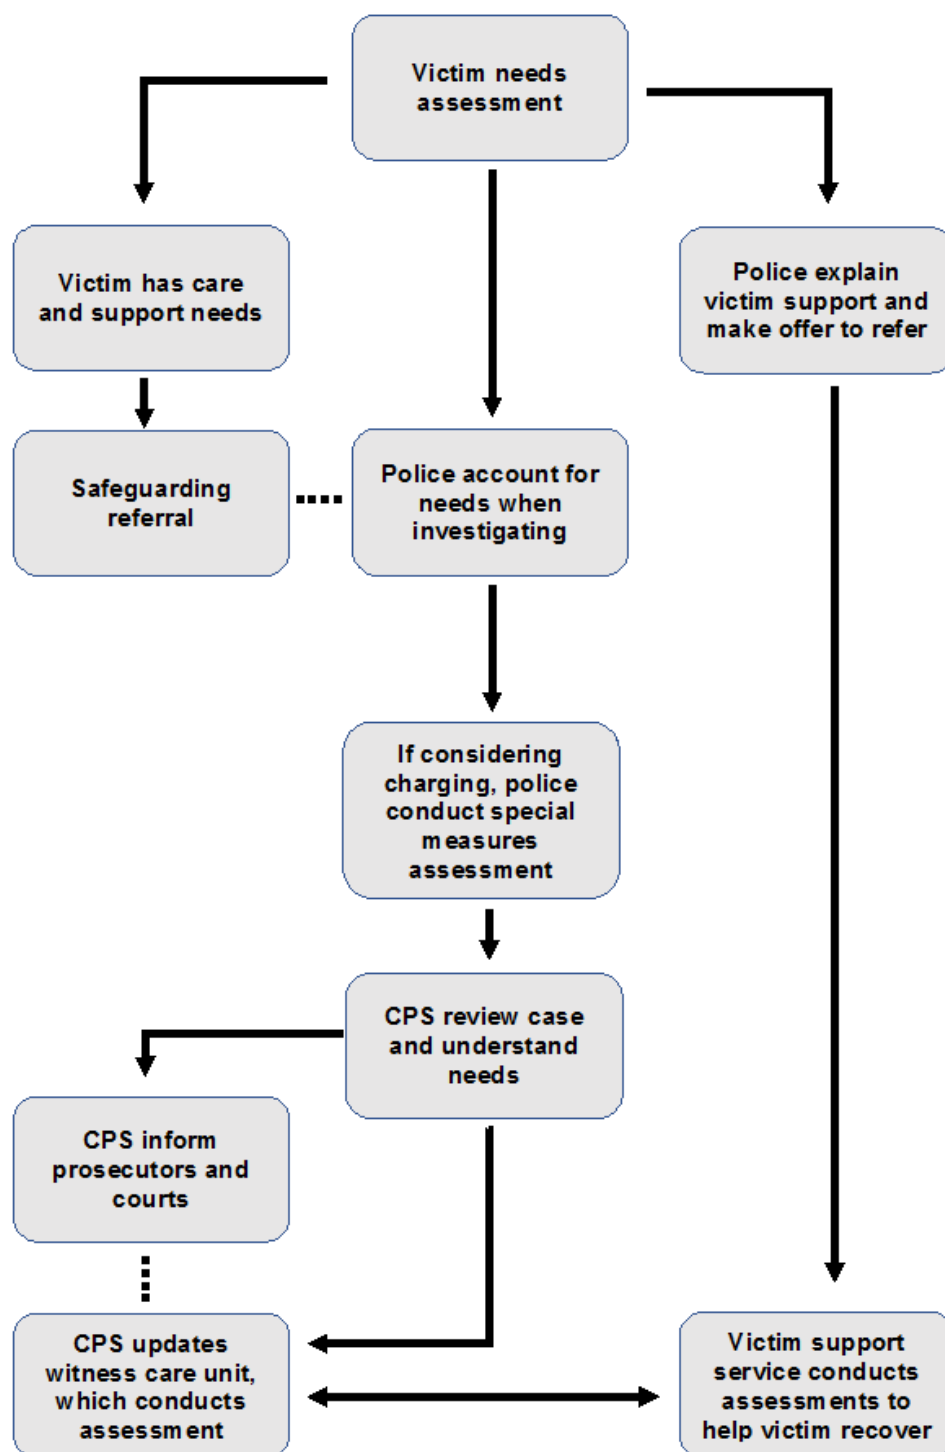 Victim needs
assessment
Victim has care
and support needs
Police explain
victim support and
make offer to refer
Safeguarding
referral
Police account for
needs when
investigating
If considering
charging, police
conduct special
measures
assessment
CPS review case
and understand
needs
CPS inform
prosecutors and
courts
CPS updates
witness care unit,
which conducts
assessment
Victim support
service conducts
assessments to
help victim recover